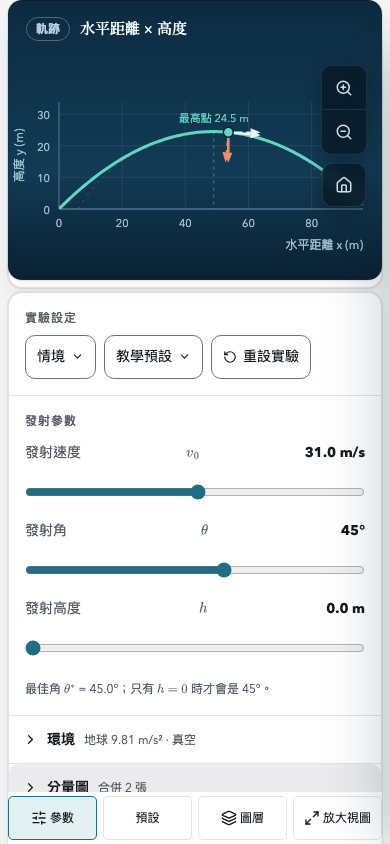 軌跡 水平距離 × 高度
最高點 24.5 m
30
20
10
0
高度 y (m)
0 20 40 60 80
水平距離 x (m)
實驗設定
情境 教學預設 重設實驗
發射參數
發射速度 v₀ 31.0 m/s
發射角 θ 45°
發射高度 h 0.0 m
最佳角 θ* = 45.0°；只有 h = 0 時才會是 45°。
環境 地球 9.81 m/s² · 真空
分量圖 合併 2 張
參數 預設 圖層 放大視圖